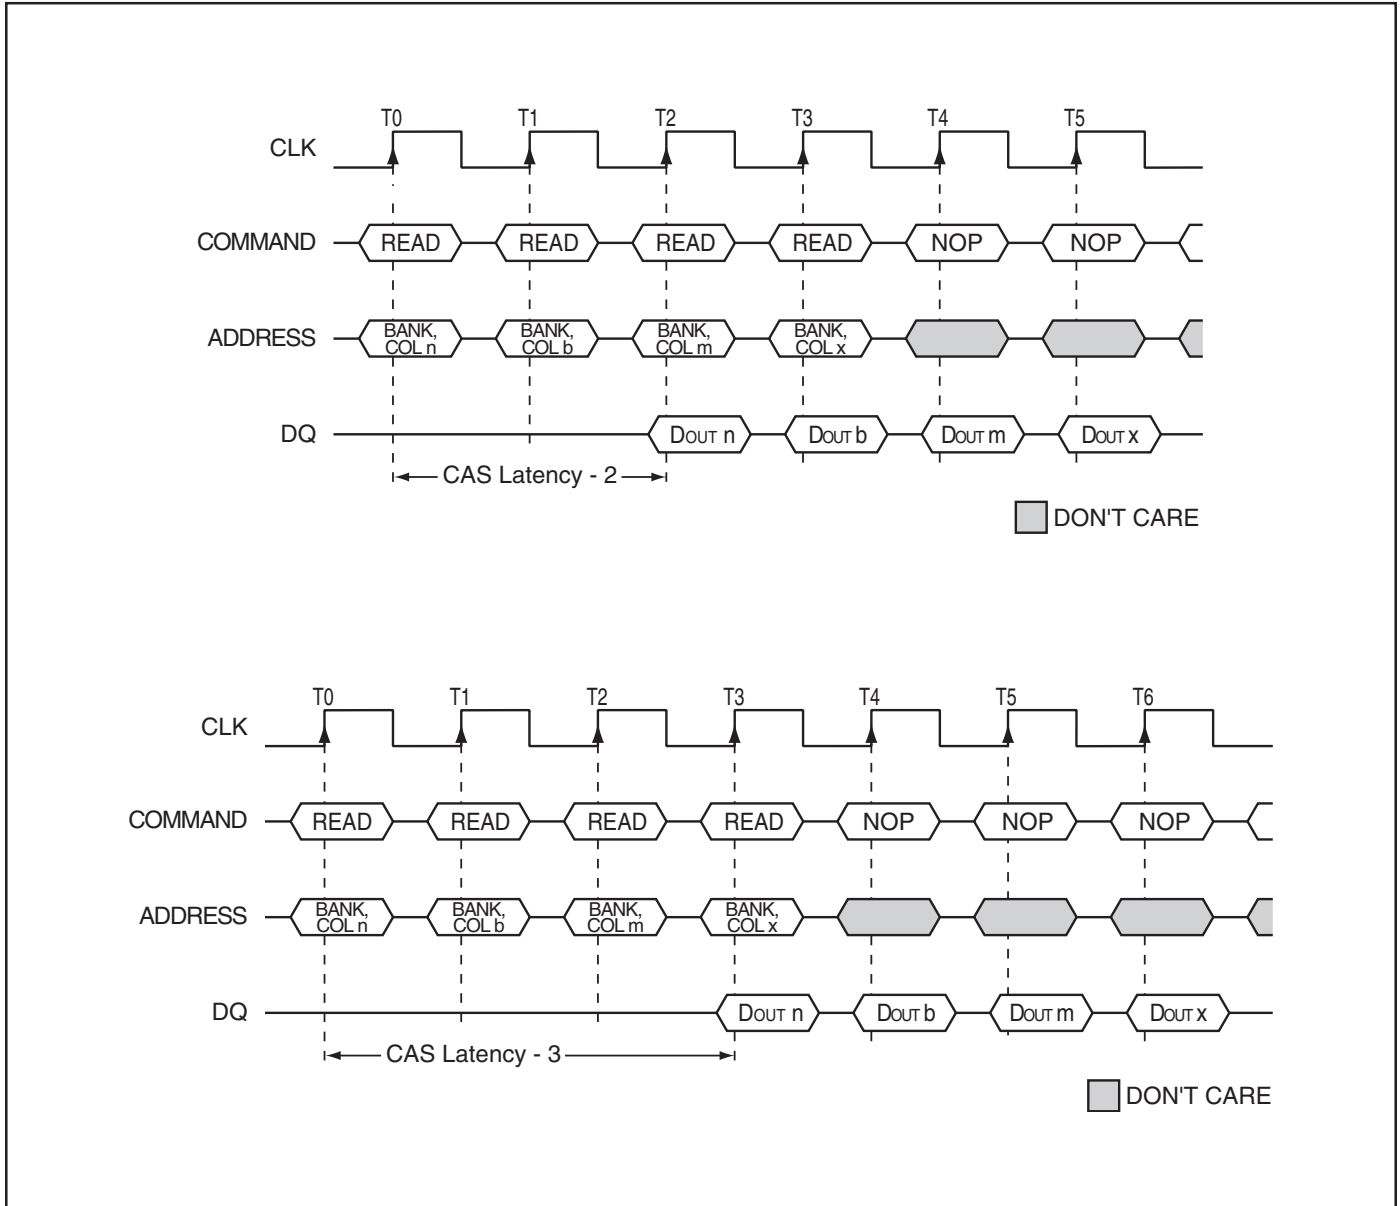 T0 T1 T2 T3 T4 T5
CLK
COMMAND READ READ READ READ NOP NOP
ADDRESS BANK, COL n BANK, COL b BANK, COL m BANK, COL x
DQ DOUT n DOUT b DOUT m DOUT x
CAS Latency - 2
DON'T CARE
T0 T1 T2 T3 T4 T5 T6
CLK
COMMAND READ READ READ READ NOP NOP NOP
ADDRESS BANK, COL n BANK, COL b BANK, COL m BANK, COL x
DQ DOUT n DOUT b DOUT m DOUT x
CAS Latency - 3
DON'T CARE